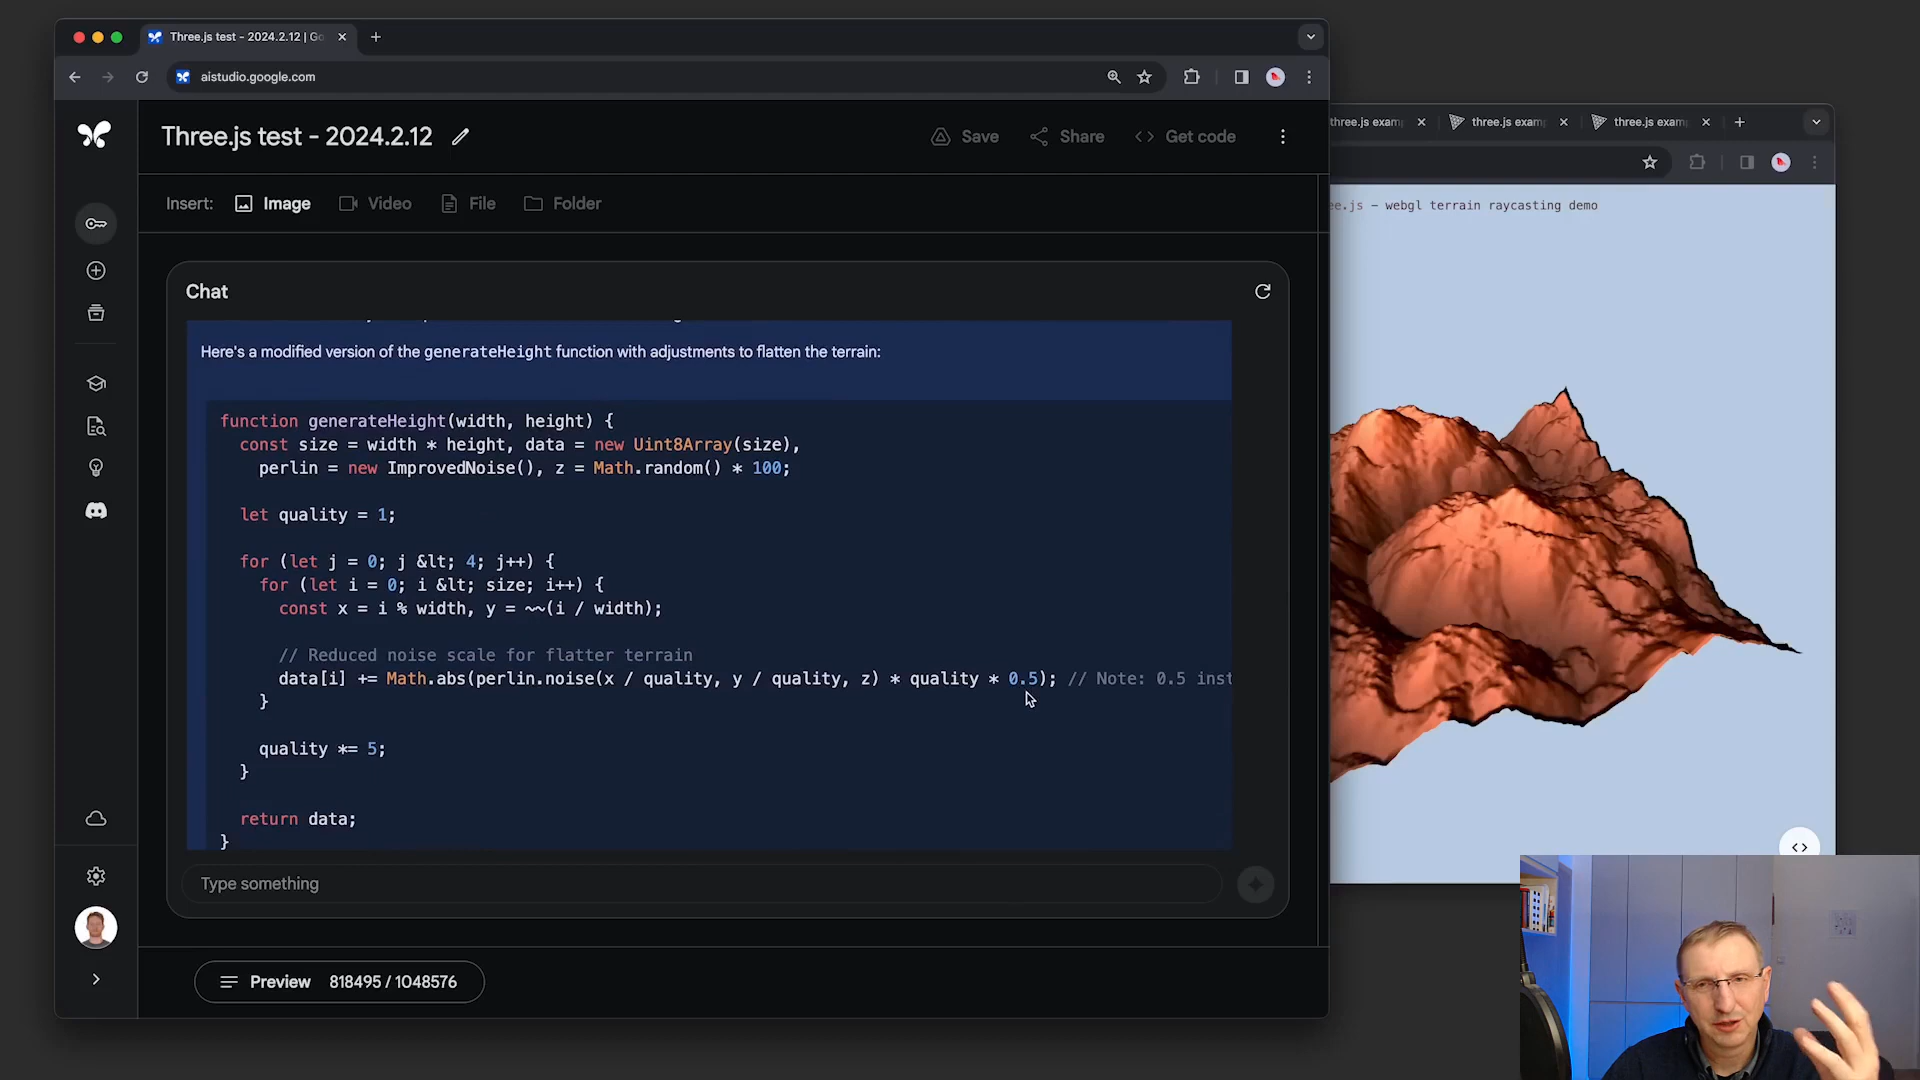 Three.js test - 2024.2.12 | Go
aistudio.google.com
Three.js test - 2024.2.12
Save
Share
Get code
Insert:
Image
Video
File
Folder
Chat
Here's a modified version of the generateHeight function with adjustments to flatten the terrain:
function generateHeight(width, height) {
const size = width * height, data = new Uint8Array(size),
perlin = new ImprovedNoise(), z = Math.random() * 100;
let quality = 1;
for (let j = 0; j &lt; 4; j++) {
for (let i = 0; i &lt; size; i++) {
const x = i % width, y = ~~(i / width);
// Reduced noise scale for flatter terrain
data[i] += Math.abs(perlin.noise(x / quality, y / quality, z) * quality * 0.5); // Note: 0.5 inst
}
quality *= 5;
}
return data;
}
Type something
Preview 818495 / 1048576
three.js examp
three.js examp
three.js examp
ee.js - webgl terrain raycasting demo